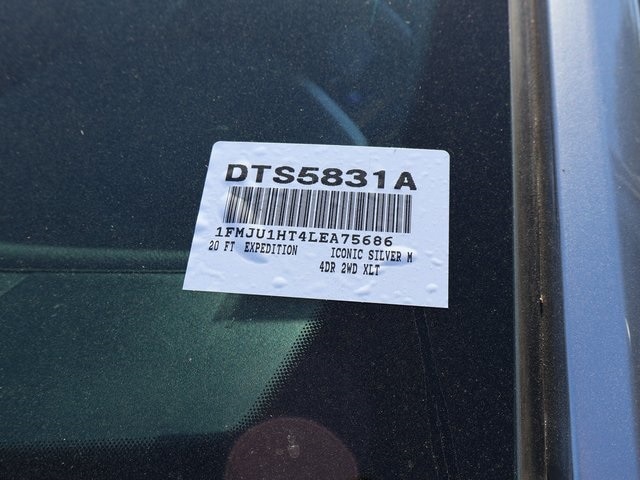 DTS5831A
1FMJU1HT4LEA75686
20 FT EXPEDITION ICONIC SILVER M
4DR 2WD XLT